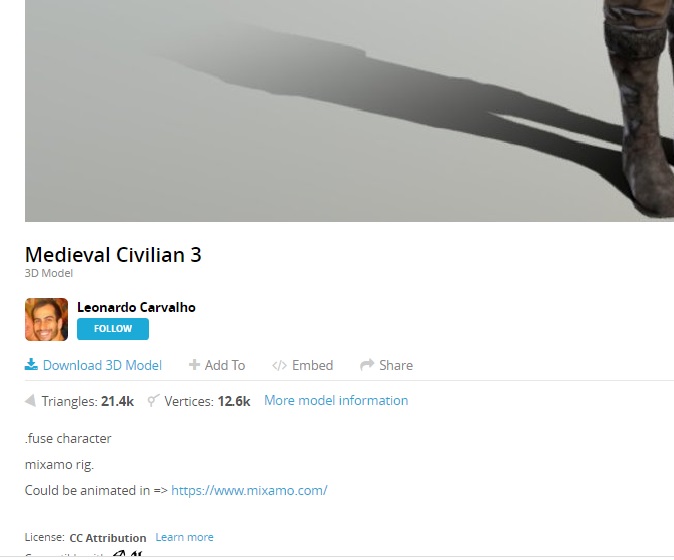 Medieval Civilian 3
3D Model
Leonardo Carvalho
FOLLOW
Download 3D Model Add To </> Embed Share
Triangles: 21.4k Vertices: 12.6k More model information
.fuse character
mixamo rig.
Could be animated in => https://www.mixamo.com/
License: CC Attribution Learn more